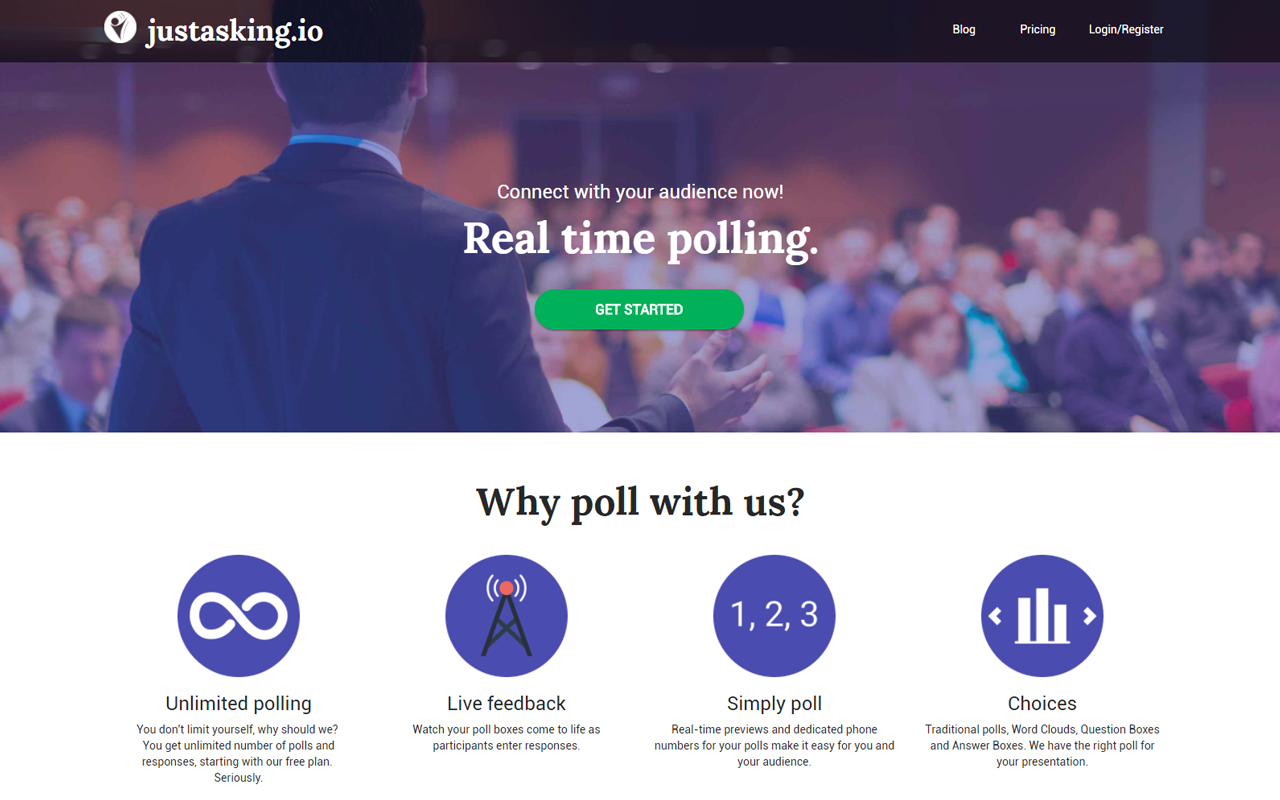 justasking.io
Blog
Pricing
Login/Register
Connect with your audience now!
Real time polling.
GET STARTED
Why poll with us?
1, 2, 3
Unlimited polling
You don't limit yourself, why should we?
You get unlimited number of polls and
responses, starting with our free plan.
Seriously.
Live feedback
Watch your poll boxes come to life as
participants enter responses.
Simply poll
Real-time previews and dedicated phone
numbers for your polls make it easy for you and
your audience.
Choices
Traditional polls, Word Clouds, Question Boxes
and Answer Boxes. We have the right poll for
your presentation.